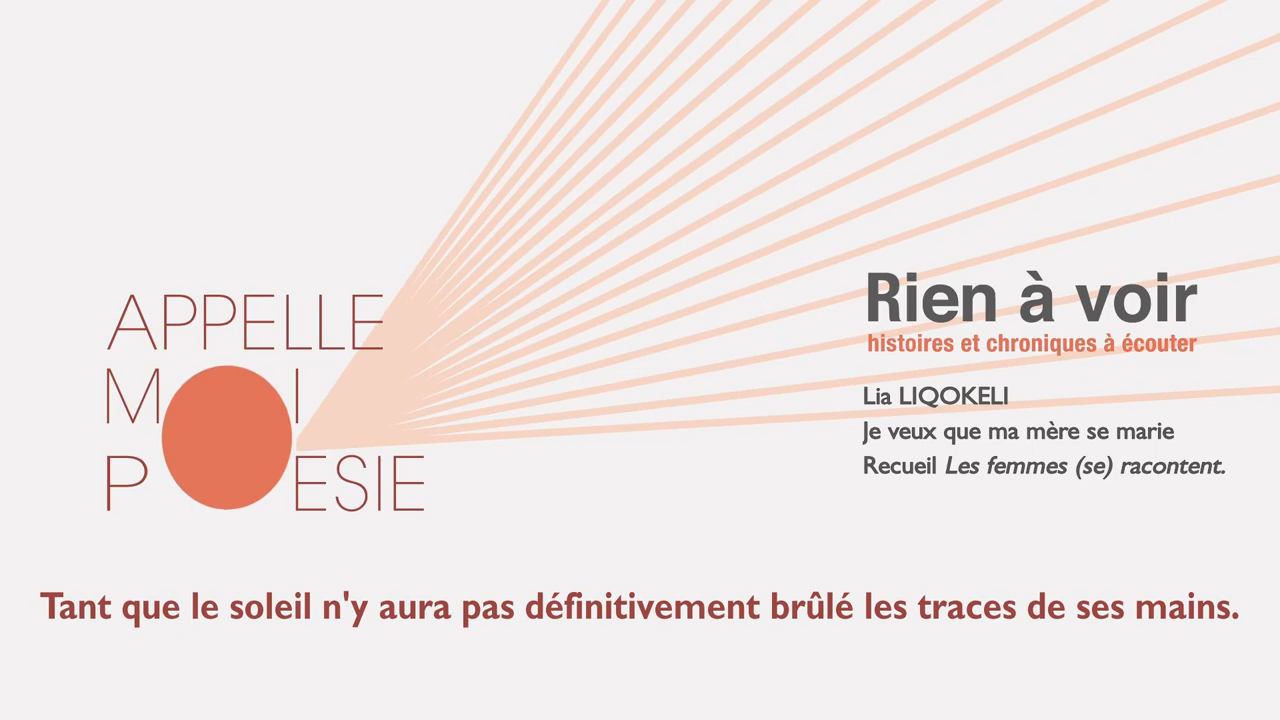 APPELLE
MOI
POESIE
Rien à voir
histoires et chroniques à écouter
Lia LIQOKELI
Je veux que ma mère se marie
Recueil Les femmes (se) racontent.
Tant que le soleil n'y aura pas définitivement brûlé les traces de ses mains.